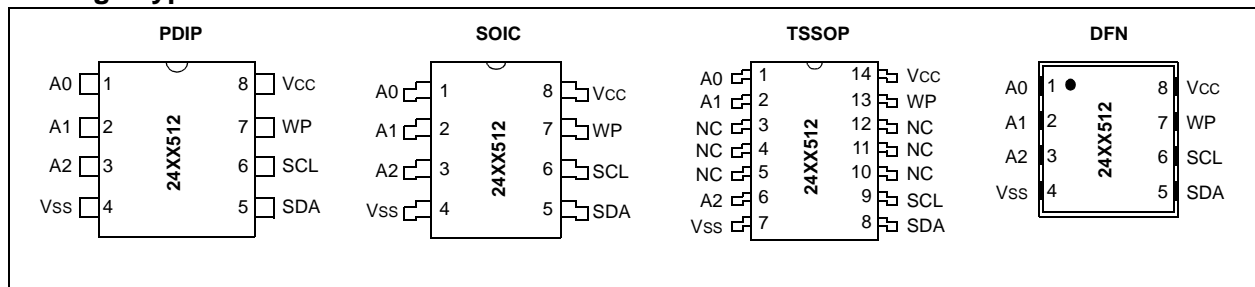 PDIP
A0 1 8 VCC
A1 2 7 WP
A2 3 6 SCL
VSS 4 5 SDA
24XX512
SOIC
A0 1 8 VCC
A1 2 7 WP
A2 3 6 SCL
VSS 4 5 SDA
24XX512
TSSOP
A0 1 14 VCC
A1 2 13 WP
NC 3 12 NC
NC 4 11 NC
NC 5 10 NC
A2 6 9 SCL
VSS 7 8 SDA
24XX512
DFN
A0 1 8 VCC
A1 2 7 WP
A2 3 6 SCL
VSS 4 5 SDA
24XX512